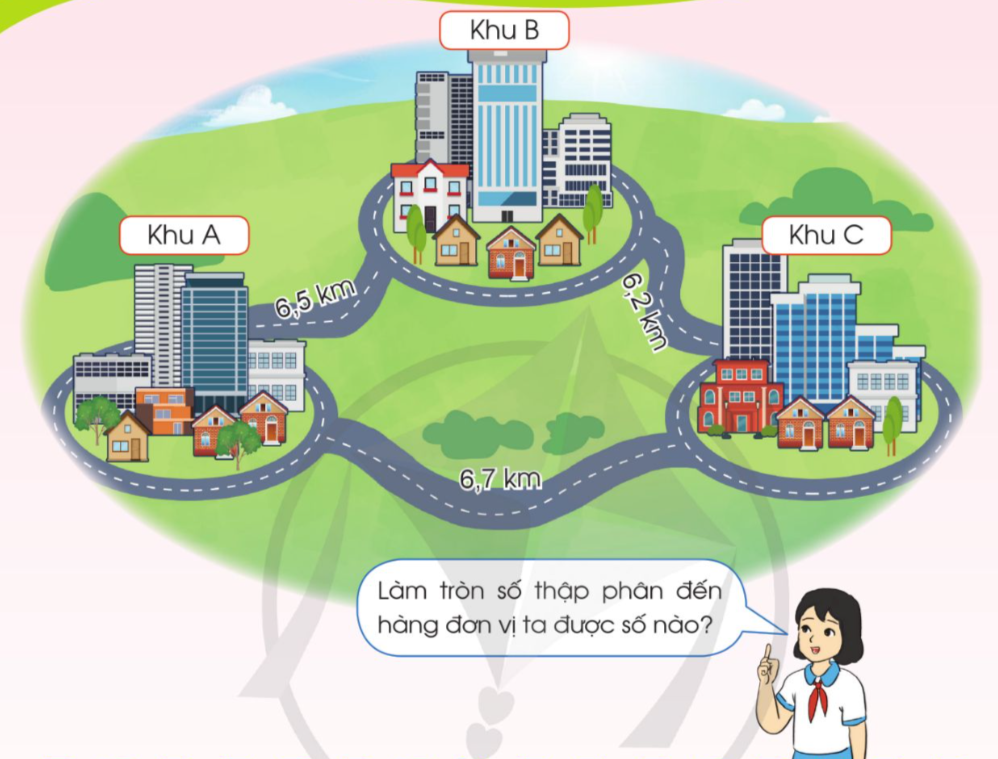 Khu B
Khu A
Khu C
6,5 km
6,2 km
6,7 km
Làm tròn số thập phân đến
hàng đơn vị ta được số nào?